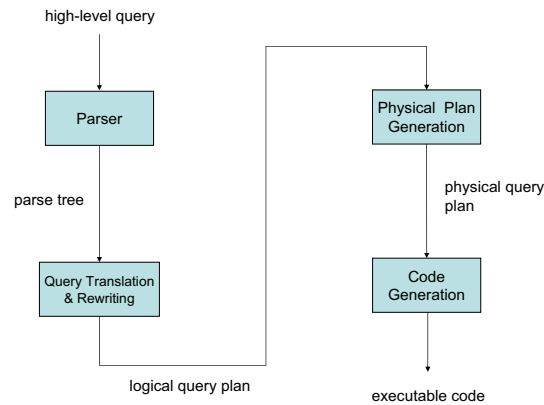 high-level query
Parser
parse tree
Query Translation
& Rewriting
logical query plan
Physical Plan
Generation
physical query
plan
Code
Generation
executable code